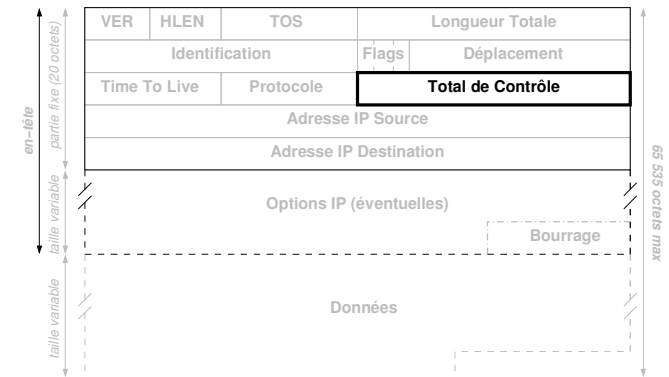 VER HLEN TOS Longueur Totale
Identification Flags Déplacement
Time To Live Protocole Total de Contrôle
Adresse IP Source
Adresse IP Destination
Options IP (éventuelles)
Bourrage
Données
en-tête
partie fixe (20 octets)
taille variable
taille variable
65 535 octets max